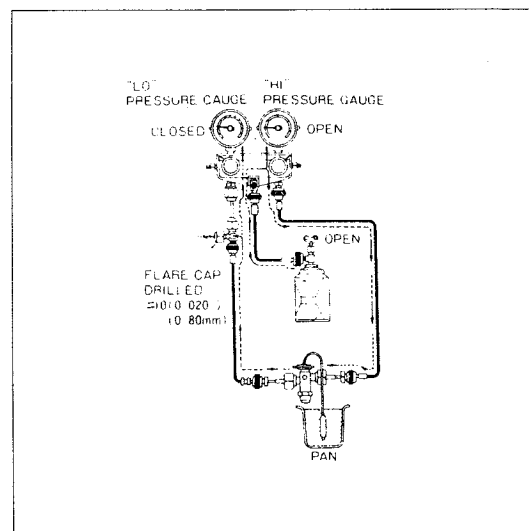 "LO"
PRESSURE GAUGE
"HI"
PRESSURE GAUGE
CLOSED
OPEN
OPEN
FLARE CAP
DRILLED
(0.020")
(0.80mm)
PAN